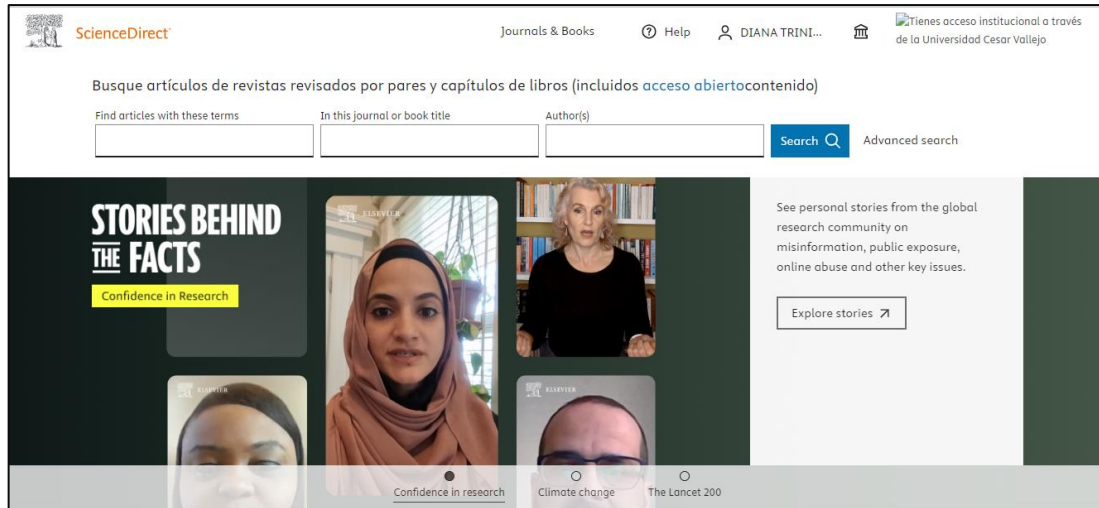 ScienceDirect
Journals & Books
Help
DIANA TRINI...
Tienes acceso institucional a través
de la Universidad Cesar Vallejo
Busque artículos de revistas revisados por pares y capítulos de libros (incluidos acceso abiertocontenido)
Find articles with these terms
In this journal or book title
Author(s)
Search
Advanced search
STORIES BEHIND
THE FACTS
Confidence in Research
ELSEVIER
See personal stories from the global
research community on
misinformation, public exposure,
online abuse and other key issues.
Explore stories
ELSEVIER
ELSEVIER
Confidence in research
Climate change
The Lancet 200